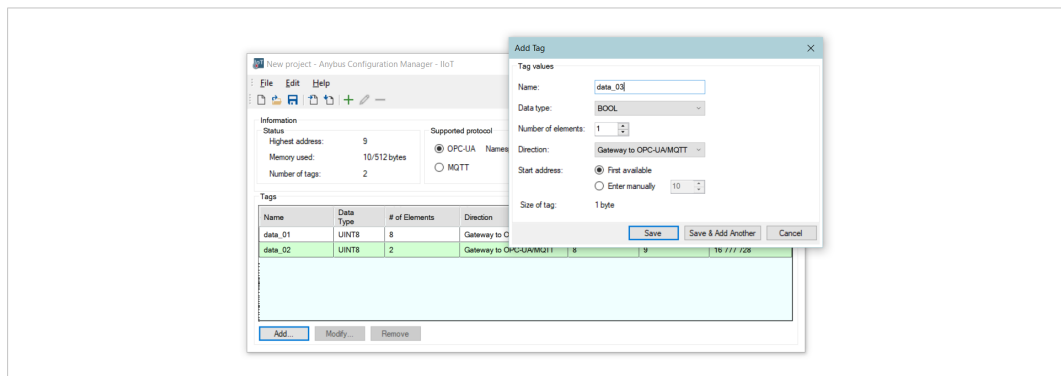 Add Tag
Tag values
Name: data_03
Data type: BOOL
Number of elements: 1
Direction: Gateway to OPC-UA/MQTT
Start address: First available
Enter manually 10
Size of tag: 1 byte
Save Save & Add Another Cancel
New project - Anybus Configuration Manager - IIoT
File Edit Help
Information
Status
Highest address: 9
Memory used: 10/512 bytes
Number of tags: 2
Supported protocol
OPC-UA
MQTT
Tags
Name Data Type # of Elements Direction
data_01 UINT8 8 Gateway to
data_02 UINT8 2 Gateway to OPC-UA/MQTT 8 9 16 777 728
Add... Modify... Remove